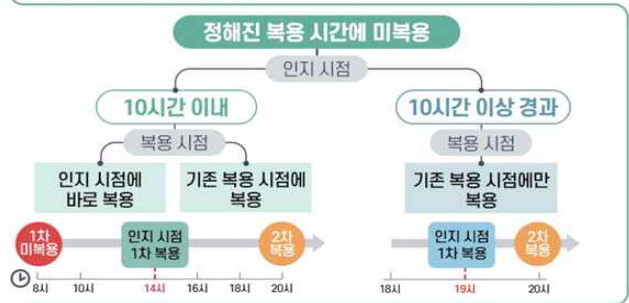 정해진 복용 시간에 미복용
인지 시점
10시간 이내
10시간 이상 경과
복용 시점
복용 시점
인지 시점에
바로 복용
기존 복용 시점에
복용
기존 복용 시점에만
복용
1차
미복용
인지 시점
1차 복용
2차
복용
인지 시점
1차 복용
2차
복용
8시 10시 14시 16시 18시 20시
18시 19시 20시